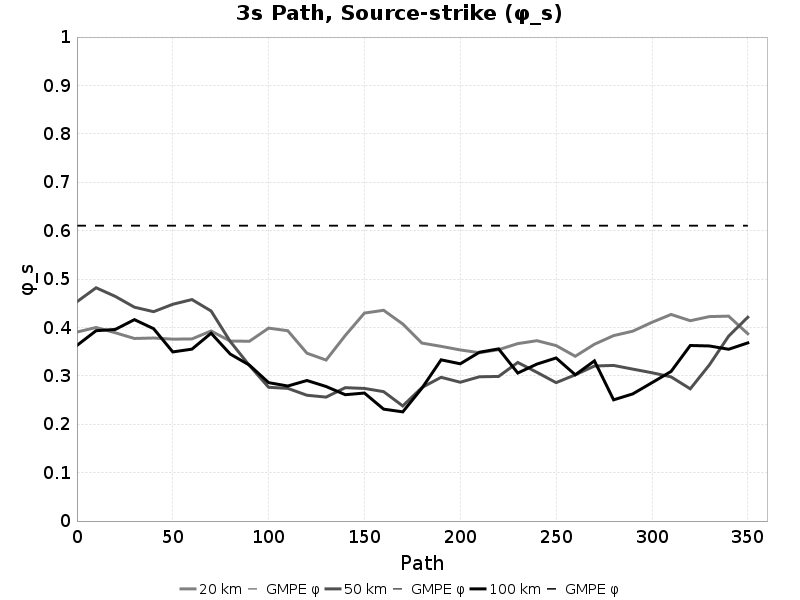 3s Path, Source-strike (φ_s)
1
0.9
0.8
0.7
0.6
0.5
0.4
0.3
0.2
0.1
0
φ_s
0 50 100 150 200 250 300 350
Path
20 km GMPE φ 50 km GMPE φ 100 km GMPE φ